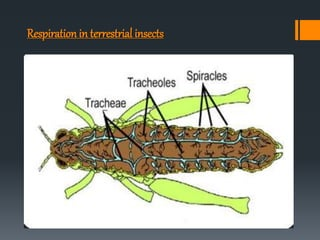 Respiration in terrestrial insects
Tracheoles
Spiracles
Tracheae